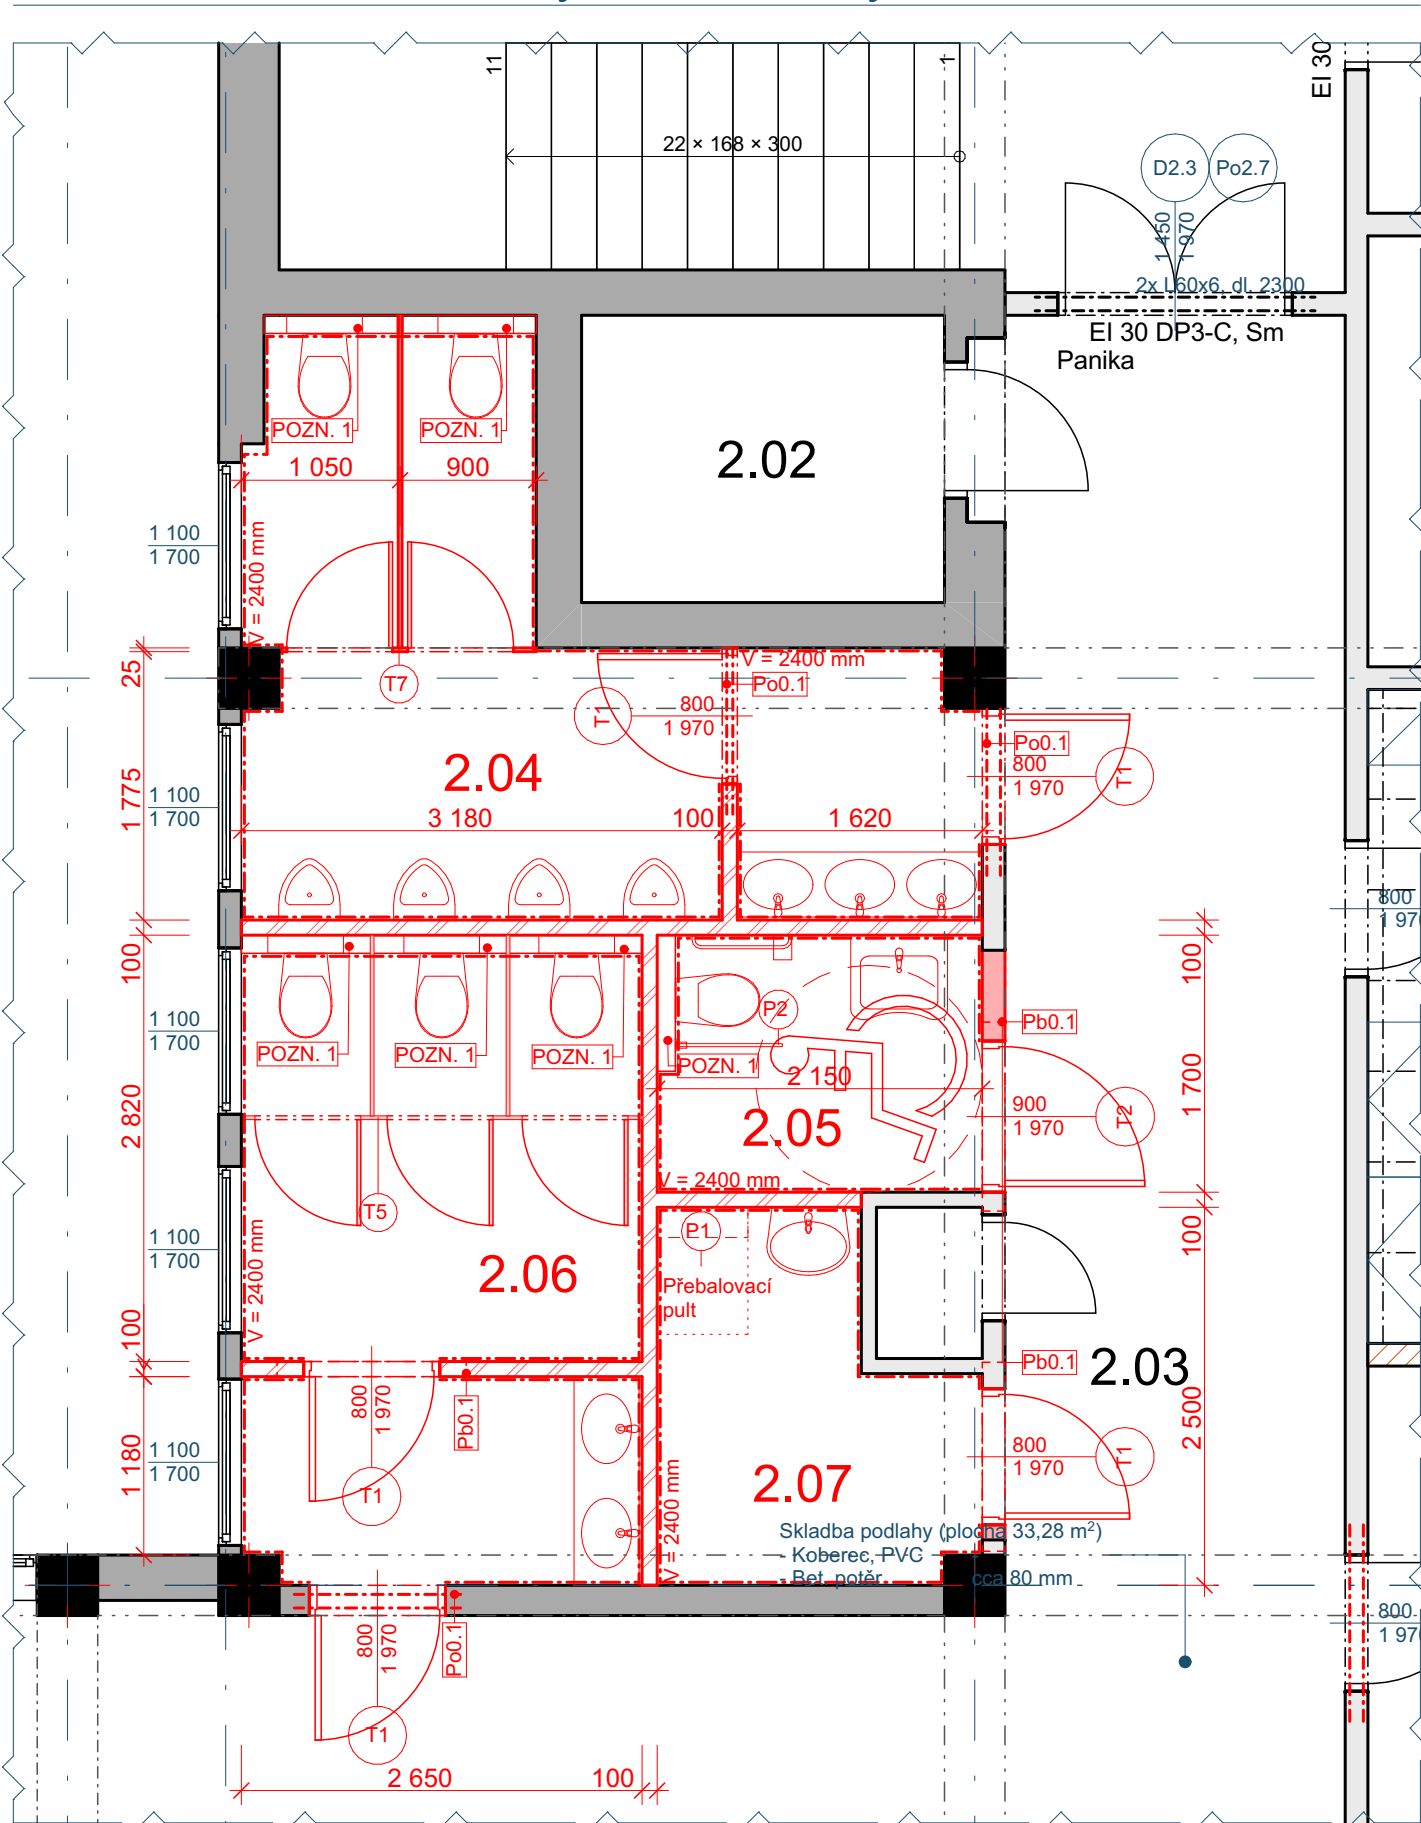 11
1
EI 30
22 × 168 × 300
D2.3
Po2.7
1 450
1 970
2x L60x6, dl. 2300
EI 30 DP3-C, Sm
Panika
POZN. 1
POZN. 1
1 050
900
2.02
1 100
1 700
V = 2400 mm
V = 2400 mm
25
T7
Po0.1
T1
800
1 970
Po0.1
2.04
800
1 970
T1
1 775
1 100
1 700
3 180
100
1 620
800
100
100
POZN. 1
POZN. 1
POZN. 1
P2
POZN. 1
2 150
Pb0.1
1 100
1 700
2 820
1 700
2.05
900
1 970
T2
V = 2400 mm
T5
P1
100
1 100
1 700
2.06
V = 2400 mm
Přebalovací
pult
100
Pb0.1
2.03
800
1 970
Pb0.1
2 500
1 180
1 100
1 700
800
1 970
T1
T1
2.07
V = 2400 mm
Skladba podlahy (plocha 33,28 m²)
- Koberec, PVC
- Bet. potěr cca 80 mm
800
1 970
Po0.1
800
T1
2 650
100